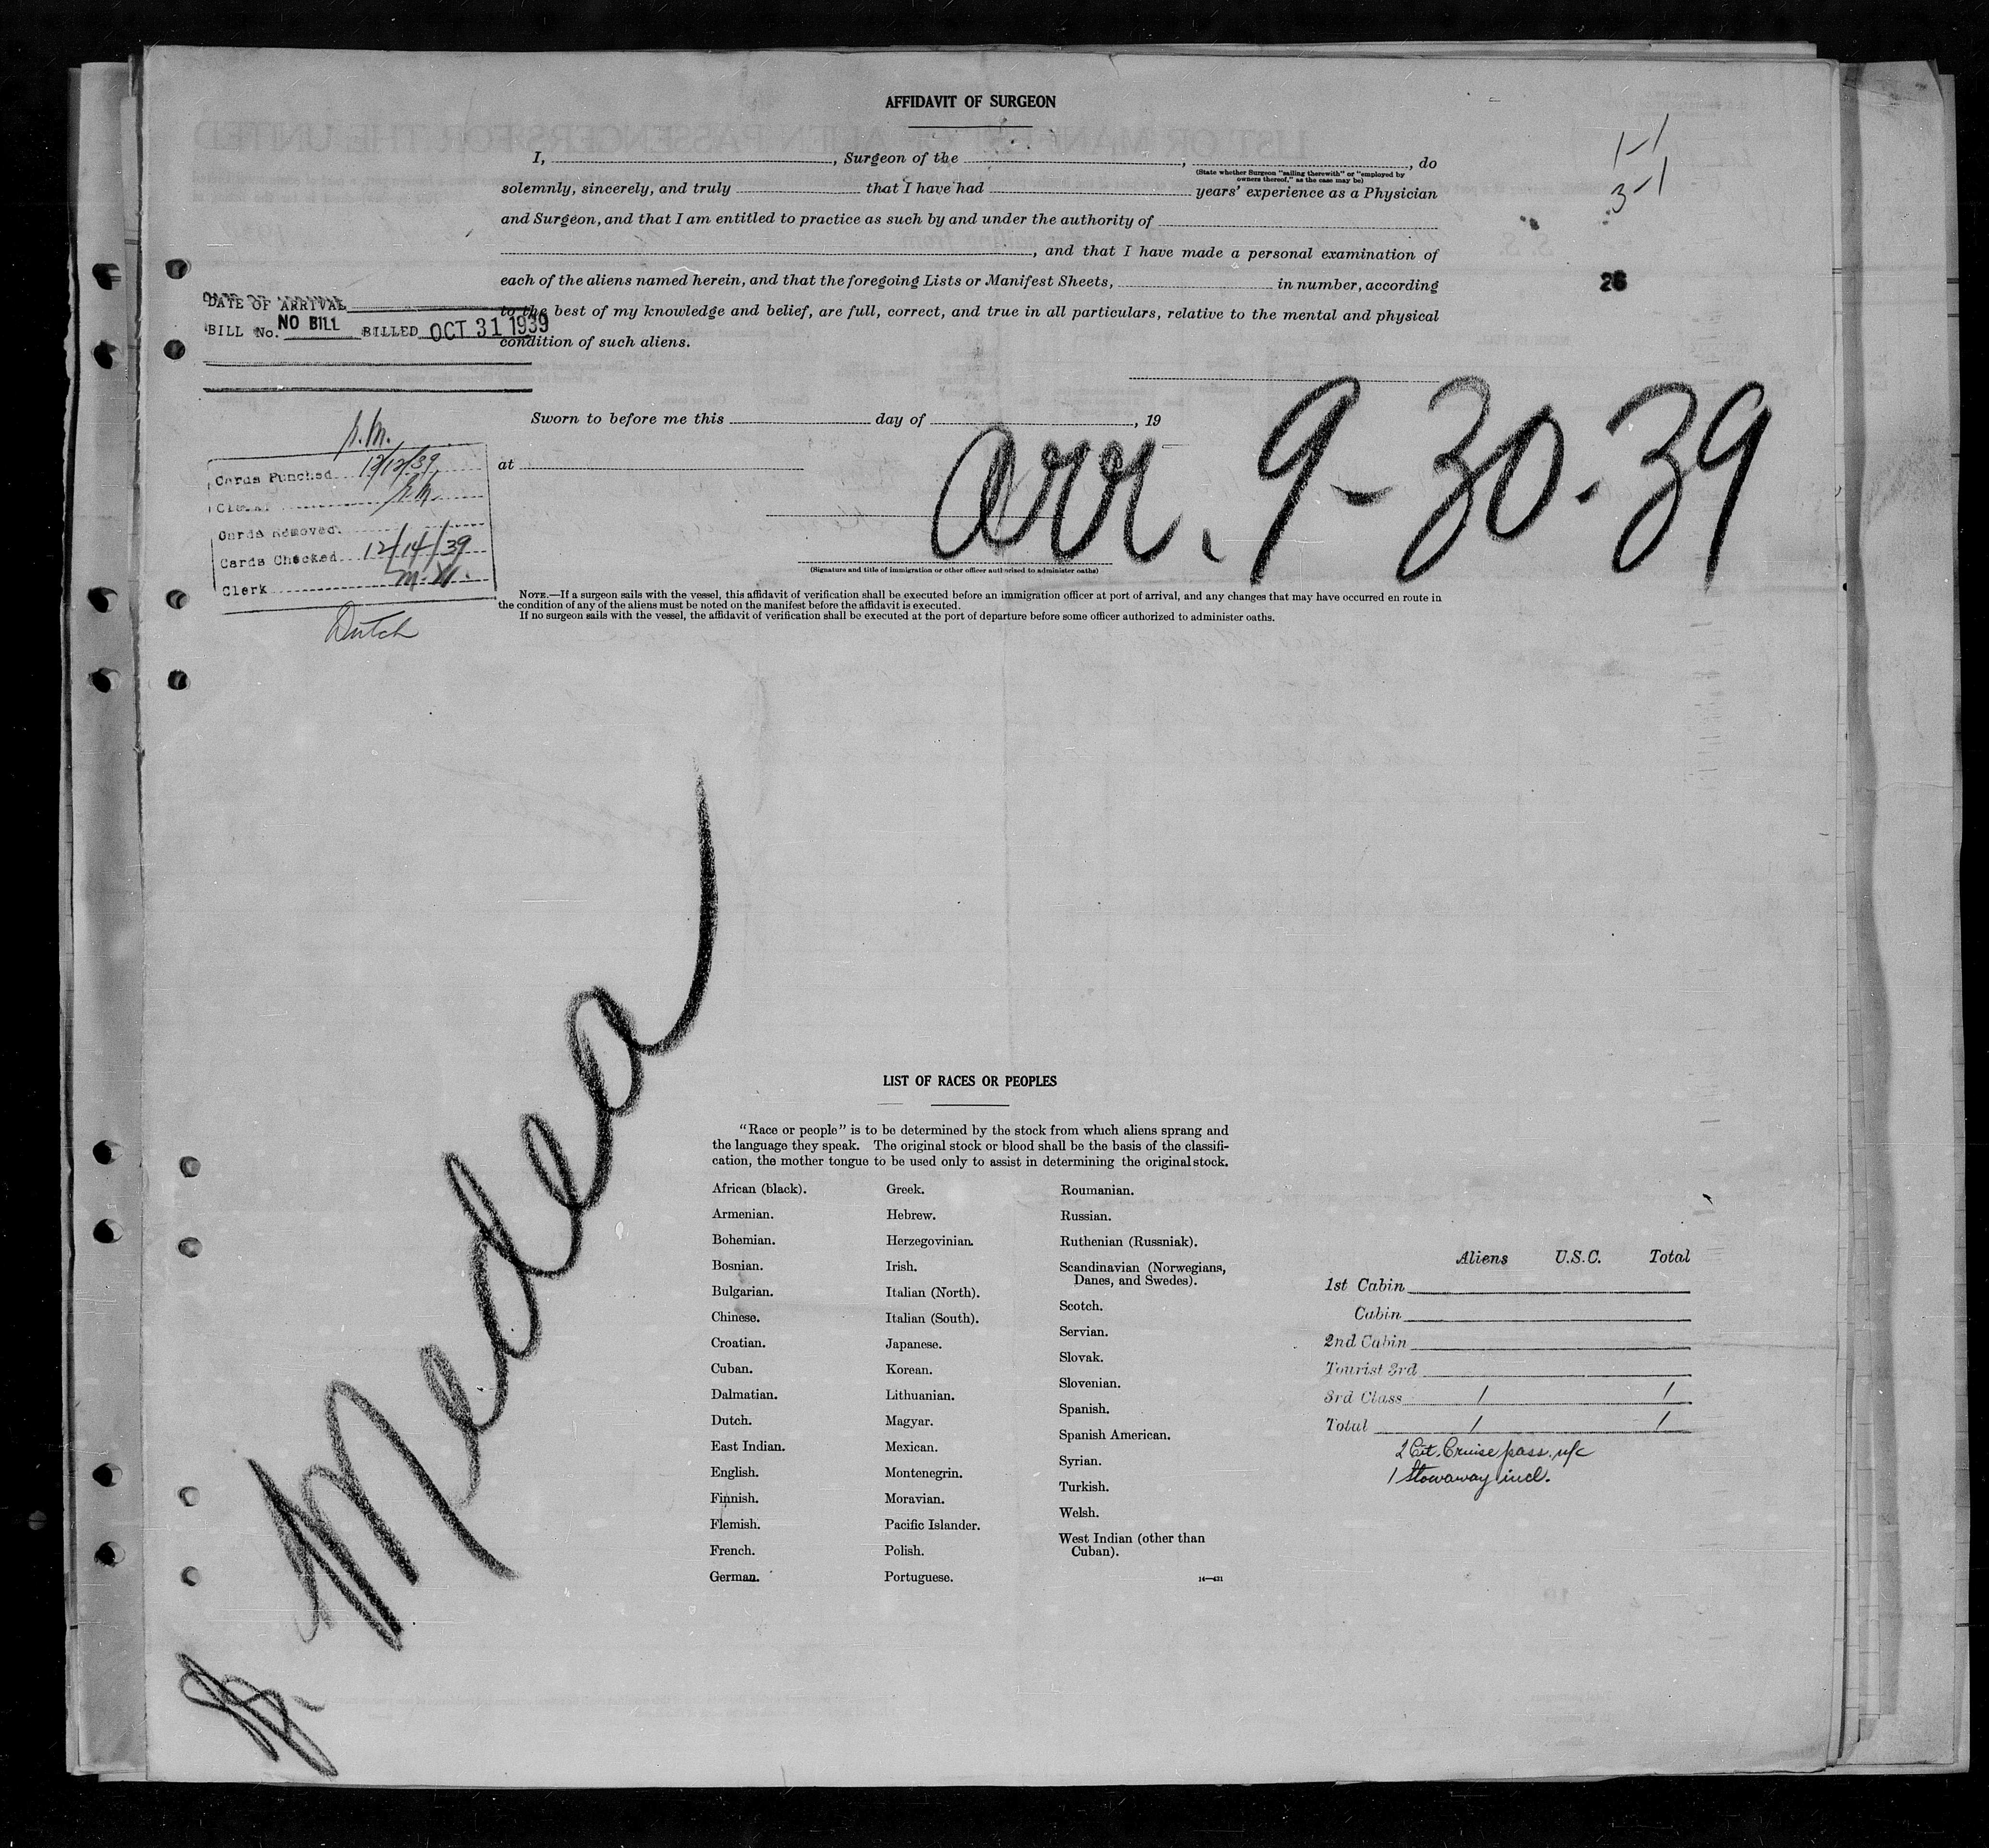 AFFIDAVIT OF SURGEON
I, , Surgeon of the , , do
(State whether Surgeon "sailing therewith" or "employed by
owners thereof," as the case may be)
solemnly, sincerely, and truly that I have had years' experience as a Physician
and Surgeon, and that I am entitled to practice as such by and under the authority of
, and that I have made a personal examination of
each of the aliens named herein, and that the foregoing Lists or Manifest Sheets, in number, according
to the best of my knowledge and belief, are full, correct, and true in all particulars, relative to the mental and physical
condition of such aliens.
1-1
3-1
26
DATE OF ARRIVAL
BILL No. NO BILL BILLED OCT 31 1939
Sworn to before me this day of , 19
at
arr. 9-30-39
(Signature and title of immigration or other officer authorized to administer oaths)
Cards Punched 12/12/39
Clerk
Cards Removed.
Cards Checked 12/14/39
Clerk
Dutch
NOTE.—If a surgeon sails with the vessel, this affidavit of verification shall be executed before an immigration officer at port of arrival, and any changes that may have occurred en route in
the condition of any of the aliens must be noted on the manifest before the affidavit is executed.
If no surgeon sails with the vessel, the affidavit of verification shall be executed at the port of departure before some officer authorized to administer oaths.
Medea
LIST OF RACES OR PEOPLES
"Race or people" is to be determined by the stock from which aliens sprang and
the language they speak. The original stock or blood shall be the basis of the classifi-
cation, the mother tongue to be used only to assist in determining the original stock.
African (black).
Armenian.
Bohemian.
Bosnian.
Bulgarian.
Chinese.
Croatian.
Cuban.
Dalmatian.
Dutch.
East Indian.
English.
Finnish.
Flemish.
French.
German.
Greek.
Hebrew.
Herzegovinian.
Irish.
Italian (North).
Italian (South).
Japanese.
Korean.
Lithuanian.
Magyar.
Mexican.
Montenegrin.
Moravian.
Pacific Islander.
Polish.
Portuguese.
Roumanian.
Russian.
Ruthenian (Russniak).
Scandinavian (Norwegians,
Danes, and Swedes).
Scotch.
Servian.
Slovak.
Slovenian.
Spanish.
Spanish American.
Syrian.
Turkish.
Welsh.
West Indian (other than
Cuban).
Aliens U.S.C. Total
1st Cabin
Cabin
2nd Cabin
Tourist 3rd
3rd Class 1 1
Total 1 1
2 Cit. Cruise pass. n/c
1 Stowaway incl.